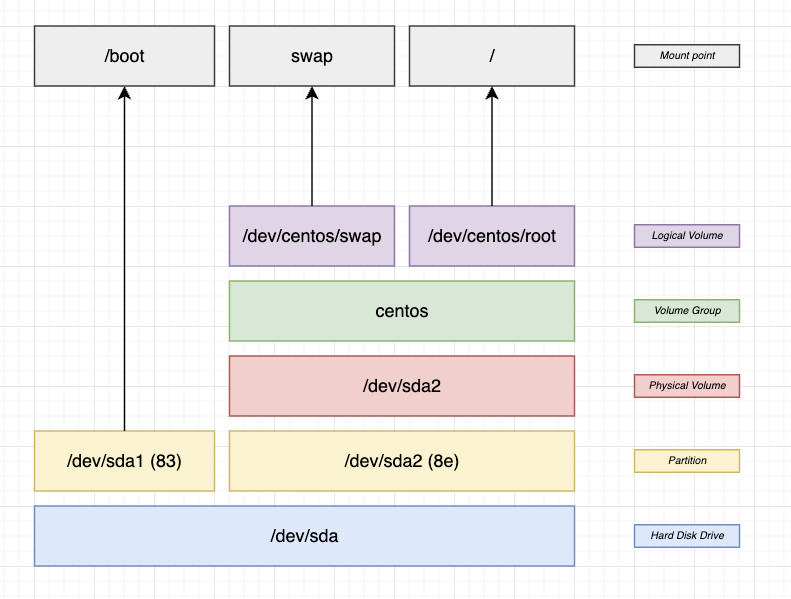 /boot
swap
/
Mount point
/dev/centos/swap
/dev/centos/root
Logical Volume
centos
Volume Group
/dev/sda2
Physical Volume
/dev/sda1 (83)
/dev/sda2 (8e)
Partition
/dev/sda
Hard Disk Drive